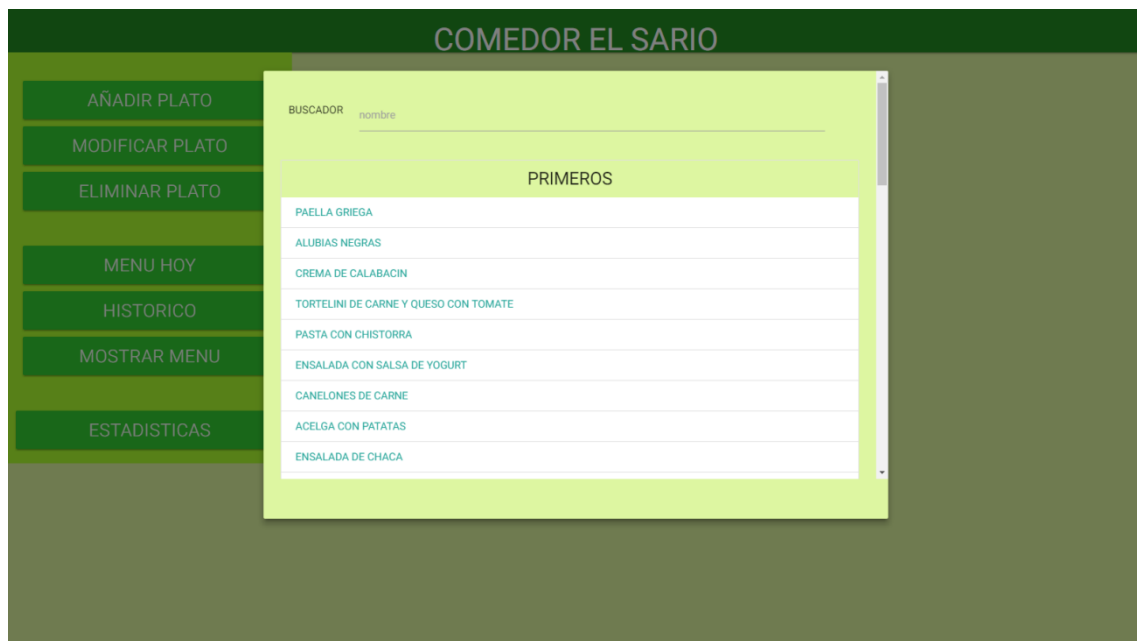 COMEDOR EL SARIO
AÑADIR PLATO
MODIFICAR PLATO
ELIMINAR PLATO
MENU HOY
HISTORICO
MOSTRAR MENU
ESTADISTICAS
BUSCADOR
nombre
PRIMEROS
PAELLA GRIEGA
ALUBIAS NEGRAS
CREMA DE CALABACIN
TORTELINI DE CARNE Y QUESO CON TOMATE
PASTA CON CHISTORRA
ENSALADA CON SALSA DE YOGURT
CANELONES DE CARNE
ACELGA CON PATATAS
ENSALADA DE CHACA